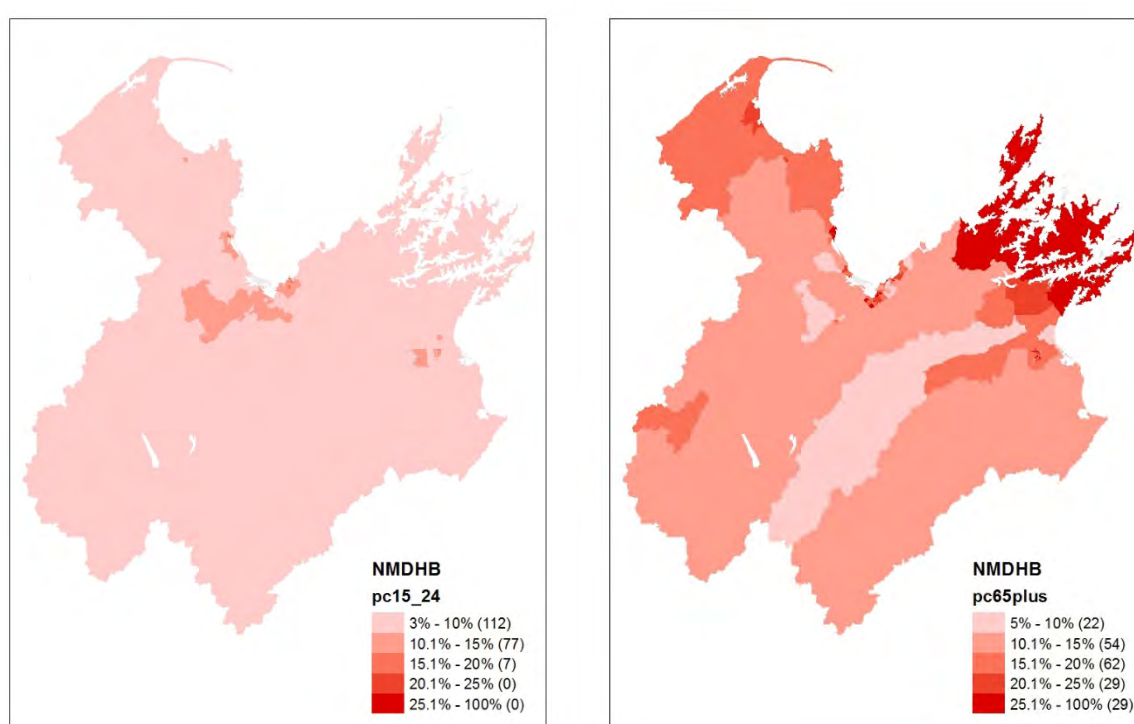 NMDHB
pc15_24
3% - 10% (112)
10.1% - 15% (77)
15.1% - 20% (7)
20.1% - 25% (0)
25.1% - 100% (0)
NMDHB
pc65plus
5% - 10% (22)
10.1% - 15% (54)
15.1% - 20% (62)
20.1% - 25% (29)
25.1% - 100% (29)